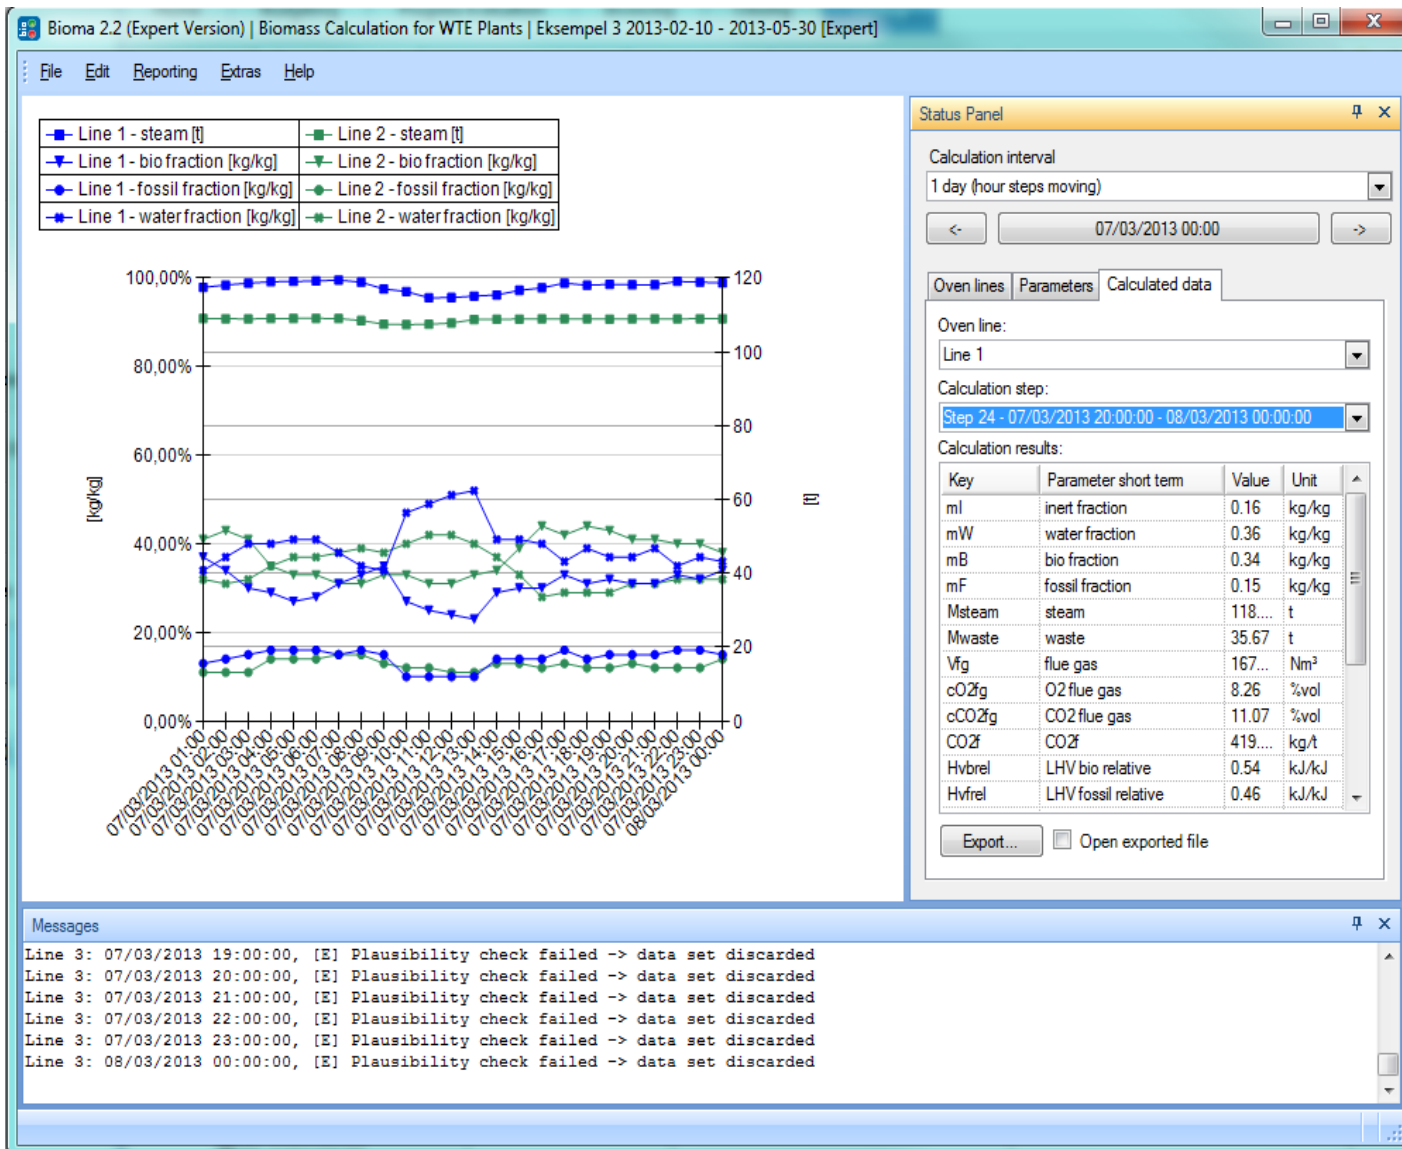 Bioma 2.2 (Expert Version) | Biomass Calculation for WTE Plants | Eksempel 3 2013-02-10 - 2013-05-30 [Expert]
File Edit Reporting Extras Help
Line 1 - steam [t] Line 2 - steam [t]
Line 1 - bio fraction [kg/kg] Line 2 - bio fraction [kg/kg]
Line 1 - fossil fraction [kg/kg] Line 2 - fossil fraction [kg/kg]
Line 1 - water fraction [kg/kg] Line 2 - water fraction [kg/kg]
100,00% 120
100
80,00%
80
60,00%
[kg/kg] 60 [t]
40,00% 40
20,00% 20
0,00% 0
07/03/2013 01:00
07/03/2013 02:00
07/03/2013 03:00
07/03/2013 04:00
07/03/2013 05:00
07/03/2013 06:00
07/03/2013 07:00
07/03/2013 08:00
07/03/2013 09:00
07/03/2013 10:00
07/03/2013 11:00
07/03/2013 12:00
07/03/2013 13:00
07/03/2013 14:00
07/03/2013 15:00
07/03/2013 16:00
07/03/2013 17:00
07/03/2013 18:00
07/03/2013 19:00
07/03/2013 20:00
07/03/2013 21:00
07/03/2013 22:00
07/03/2013 23:00
08/03/2013 00:00
Status Panel
Calculation interval
1 day (hour steps moving)
<- 07/03/2013 00:00 ->
Oven lines Parameters Calculated data
Oven line:
Line 1
Calculation step:
Step 24 - 07/03/2013 20:00:00 - 08/03/2013 00:00:00
Calculation results:
Key Parameter short term Value Unit
mI inert fraction 0.16 kg/kg
mW water fraction 0.36 kg/kg
mB bio fraction 0.34 kg/kg
mF fossil fraction 0.15 kg/kg
Msteam steam 118.... t
Mwaste waste 35.67 t
Vfg flue gas 167... Nm³
cO2fg O2 flue gas 8.26 %vol
cCO2fg CO2 flue gas 11.07 %vol
CO2f CO2f 419.... kg/t
Hvbrel LHV bio relative 0.54 kJ/kJ
Hvfrel LHV fossil relative 0.46 kJ/kJ
Export... Open exported file
Messages
Line 3: 07/03/2013 19:00:00, [E] Plausibility check failed -> data set discarded
Line 3: 07/03/2013 20:00:00, [E] Plausibility check failed -> data set discarded
Line 3: 07/03/2013 21:00:00, [E] Plausibility check failed -> data set discarded
Line 3: 07/03/2013 22:00:00, [E] Plausibility check failed -> data set discarded
Line 3: 07/03/2013 23:00:00, [E] Plausibility check failed -> data set discarded
Line 3: 08/03/2013 00:00:00, [E] Plausibility check failed -> data set discarded